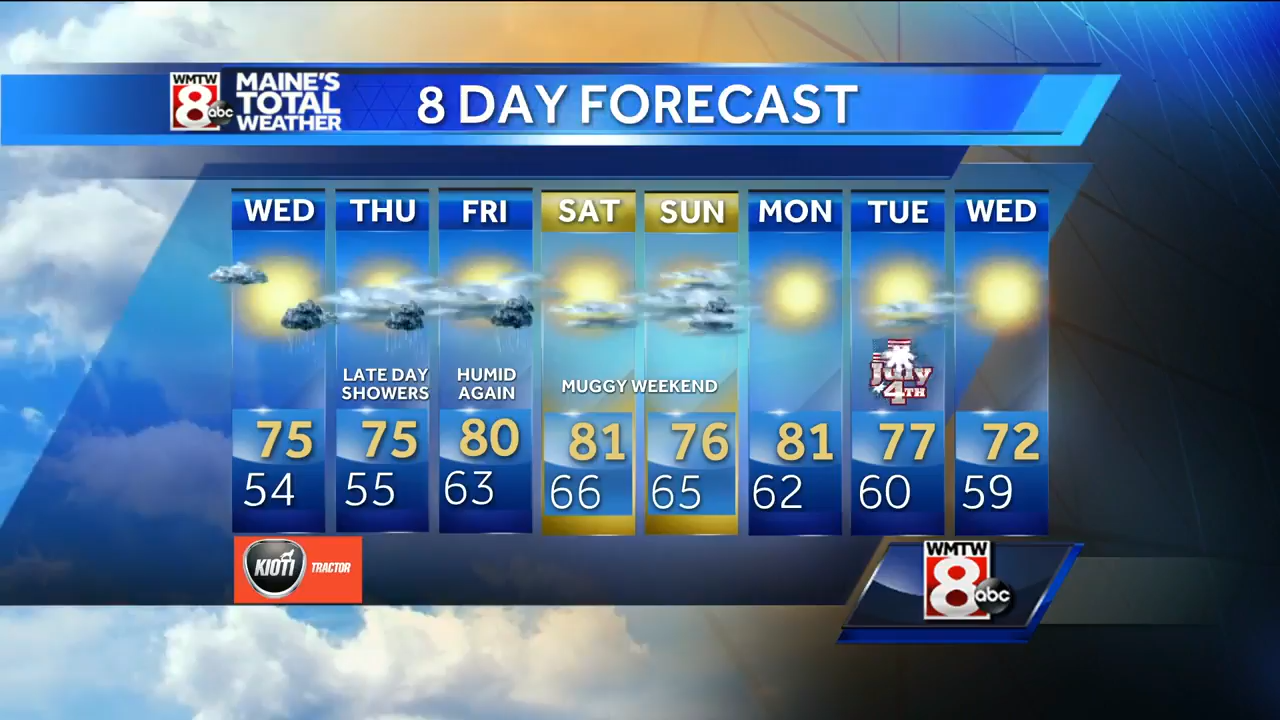 WMTW
8 abc
MAINE'S
TOTAL
WEATHER
8 DAY FORECAST
WED THU FRI SAT SUN MON TUE WED
LATE DAY
SHOWERS
HUMID
AGAIN
MUGGY WEEKEND
July
4TH
75 75 80 81 76 81 77 72
54 55 63 66 65 62 60 59
KIOTI TRACTOR
WMTW
8 abc